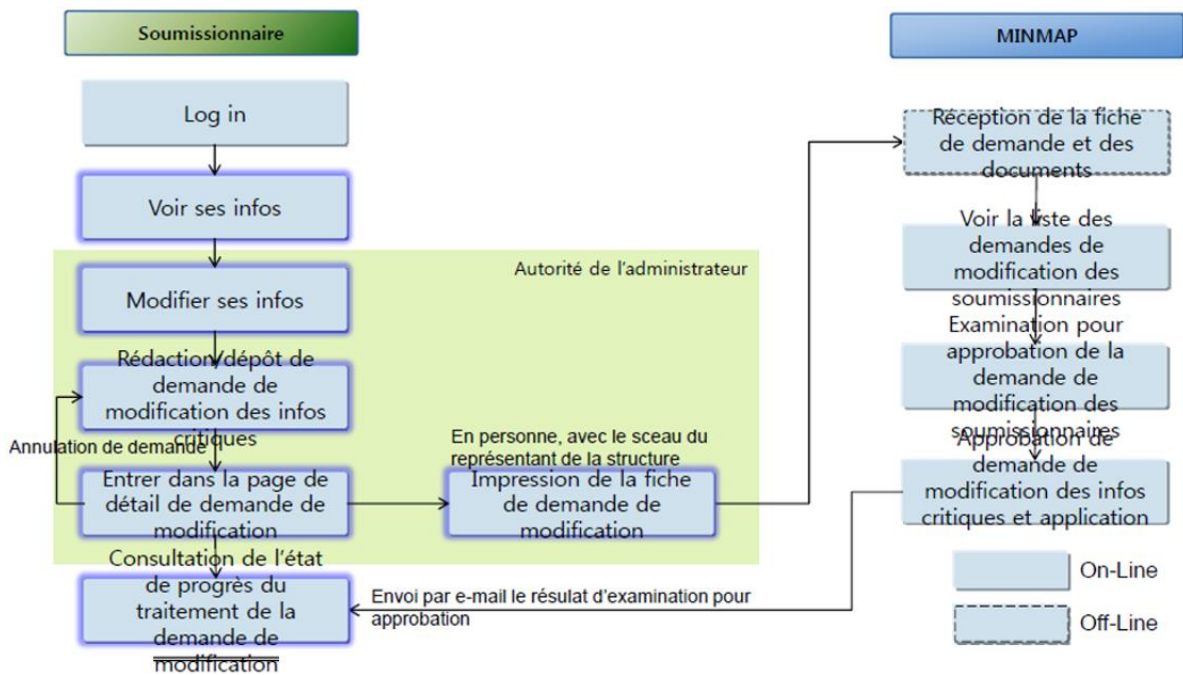 Soumissionnaire
MINMAP
Log in
Voir ses infos
Autorité de l'administrateur
Modifier ses infos
Rédaction/dépôt de
demande de
modification des infos
critiques
Annulation de demande
Entrer dans la page de
détail de demande de
modification
En personne, avec le sceau du
représentant de la structure
Impression de la fiche
de demande de
modification
Consultation de l'état
de progrès du
traitement de la
demande de
modification
Envoi par e-mail le résulat d'examination pour
approbation
Réception de la fiche
de demande et des
documents
Voir la liste des
demandes de
modification des
soumissionnaires
Examination pour
approbation de la
demande de
modification des
soumissionnaires
Approbation de
demande de
modification des infos
critiques et application
On-Line
Off-Line